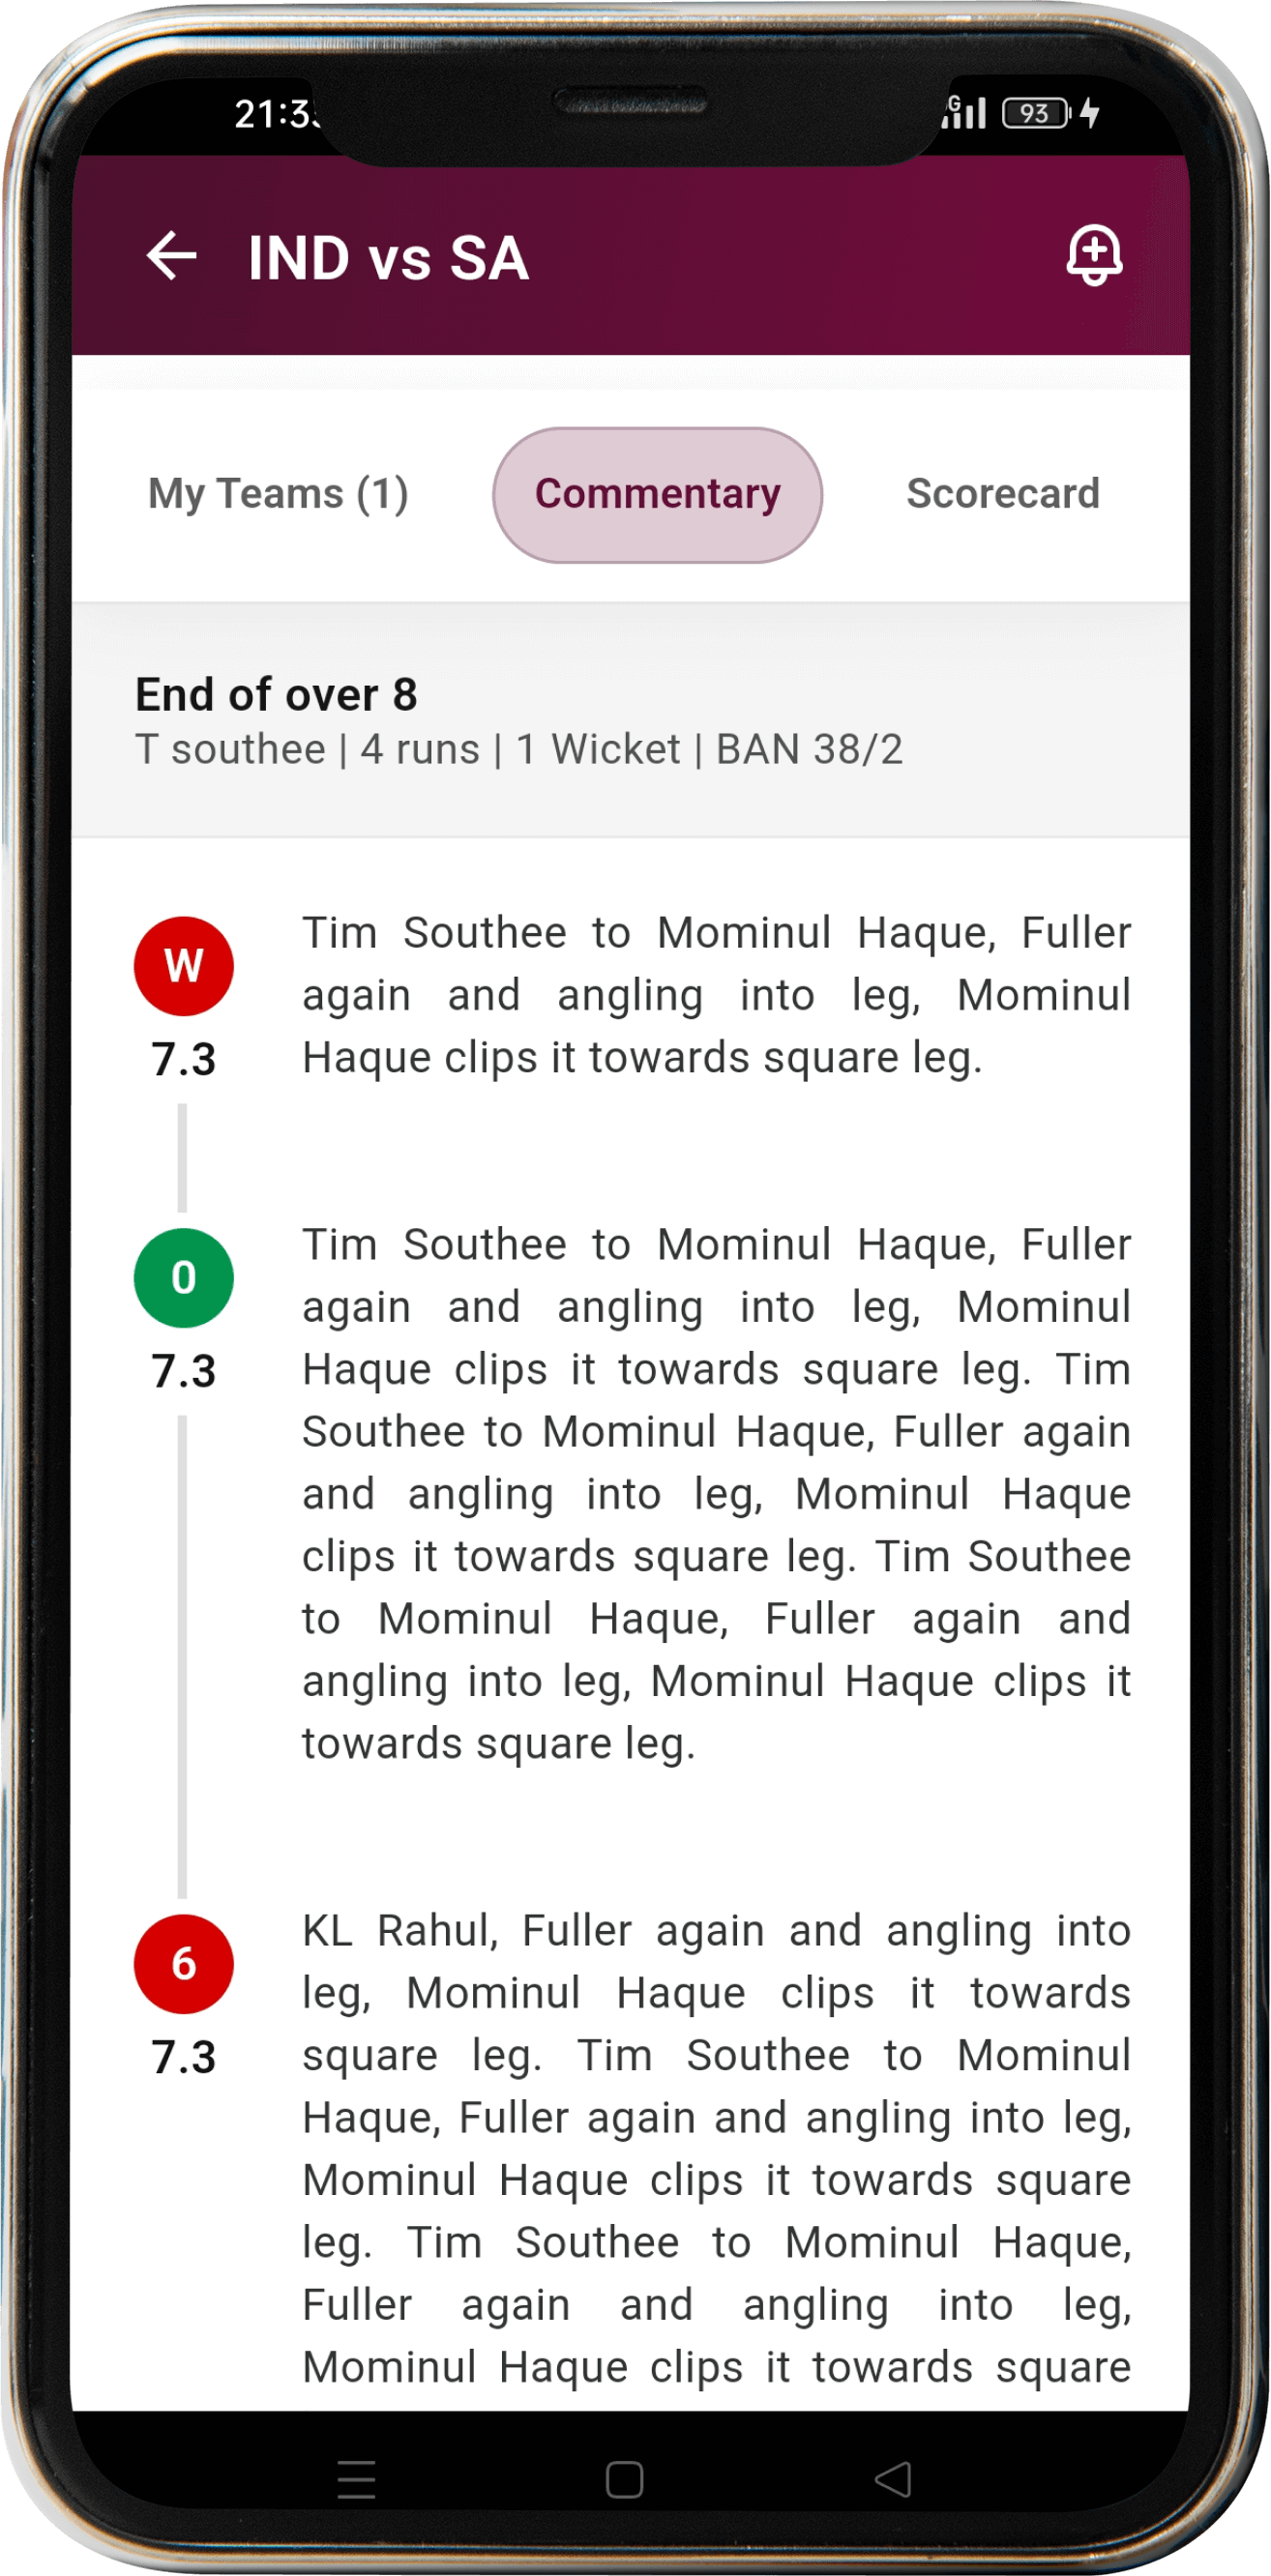 93
IND vs SA
My Teams (1) Commentary Scorecard
End of over 8
T southee | 4 runs | 1 Wicket | BAN 38/2
W
7.3
Tim Southee to Mominul Haque, Fuller
again and angling into leg, Mominul
Haque clips it towards square leg.
0
7.3
Tim Southee to Mominul Haque, Fuller
again and angling into leg, Mominul
Haque clips it towards square leg. Tim
Southee to Mominul Haque, Fuller again
and angling into leg, Mominul Haque
clips it towards square leg. Tim Southee
to Mominul Haque, Fuller again and
angling into leg, Mominul Haque clips it
towards square leg.
6
7.3
KL Rahul, Fuller again and angling into
leg, Mominul Haque clips it towards
square leg. Tim Southee to Mominul
Haque, Fuller again and angling into leg,
Mominul Haque clips it towards square
leg. Tim Southee to Mominul Haque,
Fuller again and angling into leg,
Mominul Haque clips it towards square